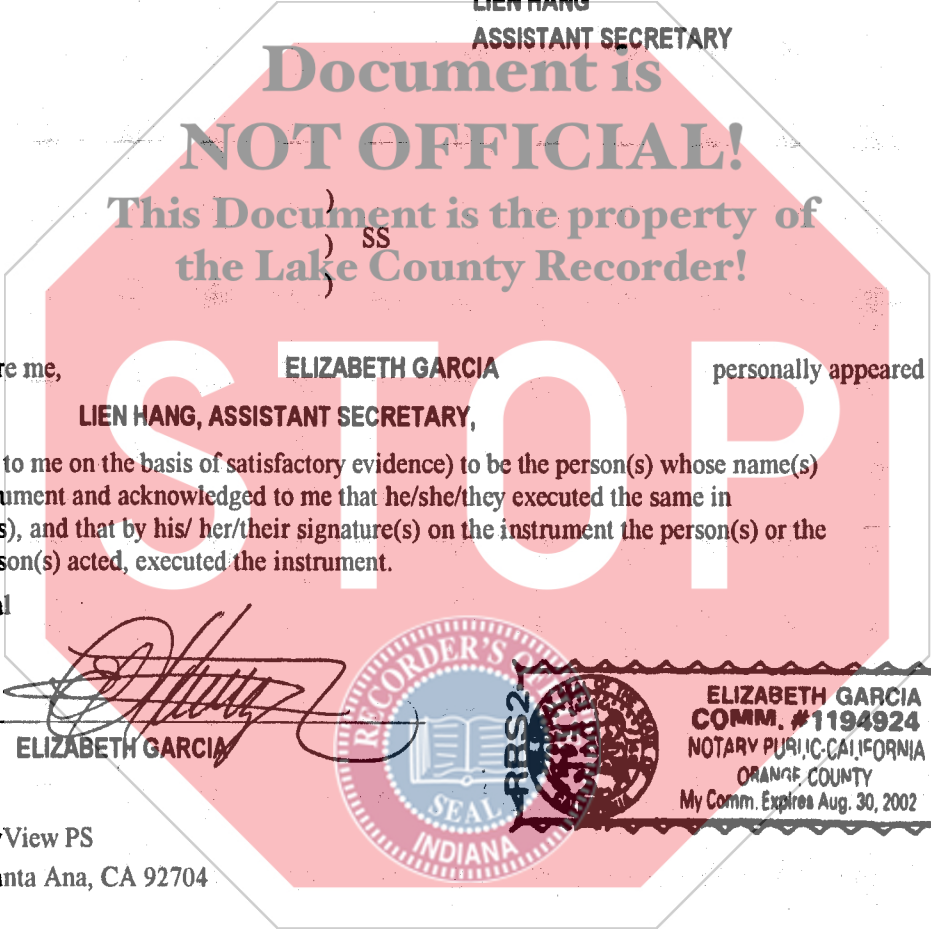 LIEN HANG
ASSISTANT SECRETARY
Document is
NOT OFFICIAL!
This Document is the property of
the Lake County Recorder!
)
) SS
)
STOP
re me, ELIZABETH GARCIA personally appeared
LIEN HANG, ASSISTANT SECRETARY,
to me on the basis of satisfactory evidence) to be the person(s) whose name(s)
ument and acknowledged to me that he/she/they executed the same in
s), and that by his/ her/their signature(s) on the instrument the person(s) or the
son(s) acted, executed the instrument.
al
ELIZABETH GARCIA
RECORDER'S
SEAL
INDIANA
RBS2
ELIZABETH GARCIA
COMM. #1194924
NOTARY PUBLIC-CALIFORNIA
ORANGE COUNTY
My Comm. Expires Aug. 30, 2002
View PS
nta Ana, CA 92704